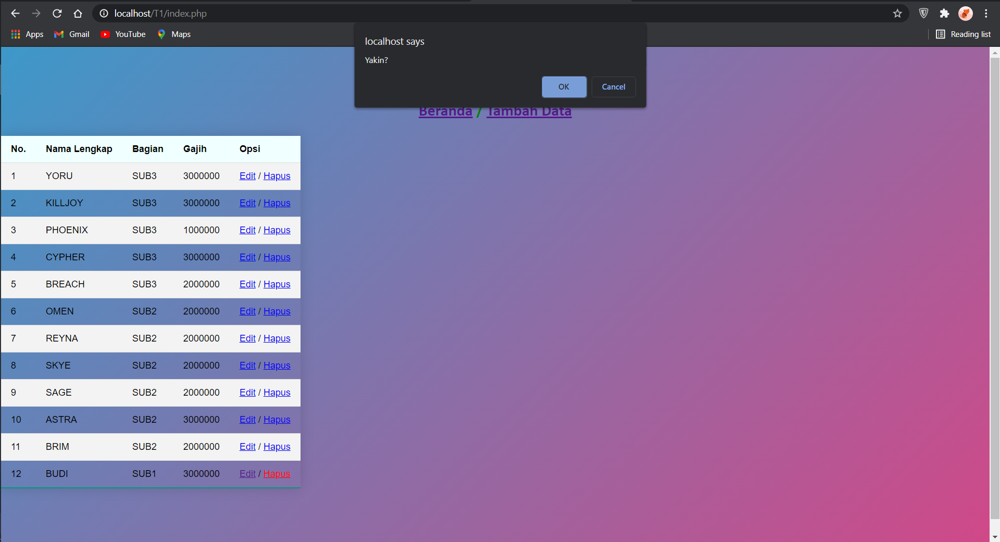 localhost/T1/index.php
Apps Gmail YouTube Maps Reading list
localhost says
Yakin?
OK Cancel
Beranda / Tambah Data
No. Nama Lengkap Bagian Gajih Opsi
1 YORU SUB3 3000000 Edit / Hapus
2 KILLJOY SUB3 3000000 Edit / Hapus
3 PHOENIX SUB3 1000000 Edit / Hapus
4 CYPHER SUB3 3000000 Edit / Hapus
5 BREACH SUB3 2000000 Edit / Hapus
6 OMEN SUB2 2000000 Edit / Hapus
7 REYNA SUB2 2000000 Edit / Hapus
8 SKYE SUB2 2000000 Edit / Hapus
9 SAGE SUB2 2000000 Edit / Hapus
10 ASTRA SUB2 3000000 Edit / Hapus
11 BRIM SUB2 2000000 Edit / Hapus
12 BUDI SUB1 3000000 Edit / Hapus